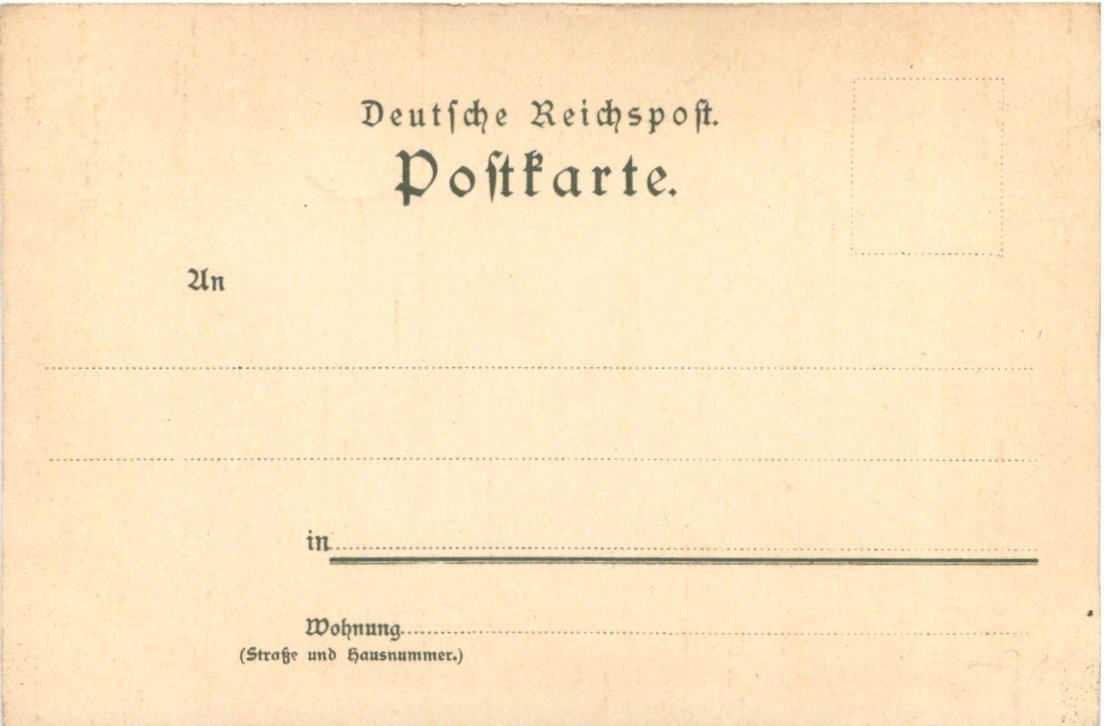 Deutſche Reichspoſt.
Poſtkarte.
An
in
Wohnung
(Straße und Hausnummer.)